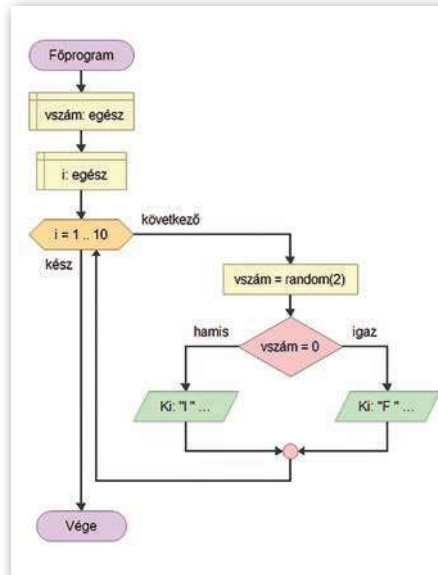 Főprogram
vszám: egész
i: egész
i = 1 .. 10
következő
kész
vszám = random(2)
hamis
igaz
vszám = 0
Ki: "I " ...
Ki: "F " ...
Vége